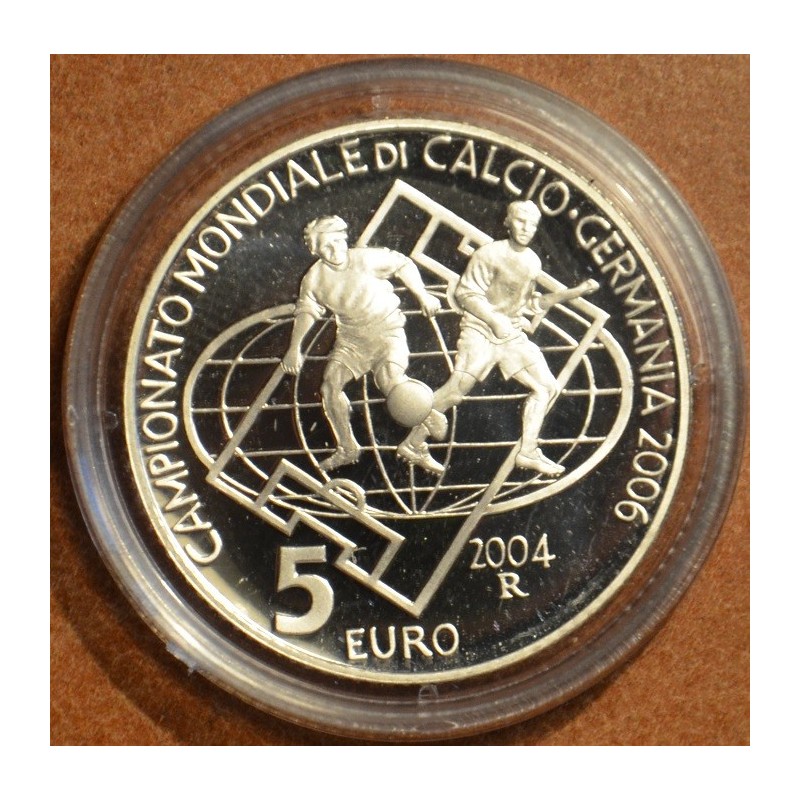 CAMPIONATO MONDIALE DI CALCIO · GERMANIA 2006
2004
R
5
EURO